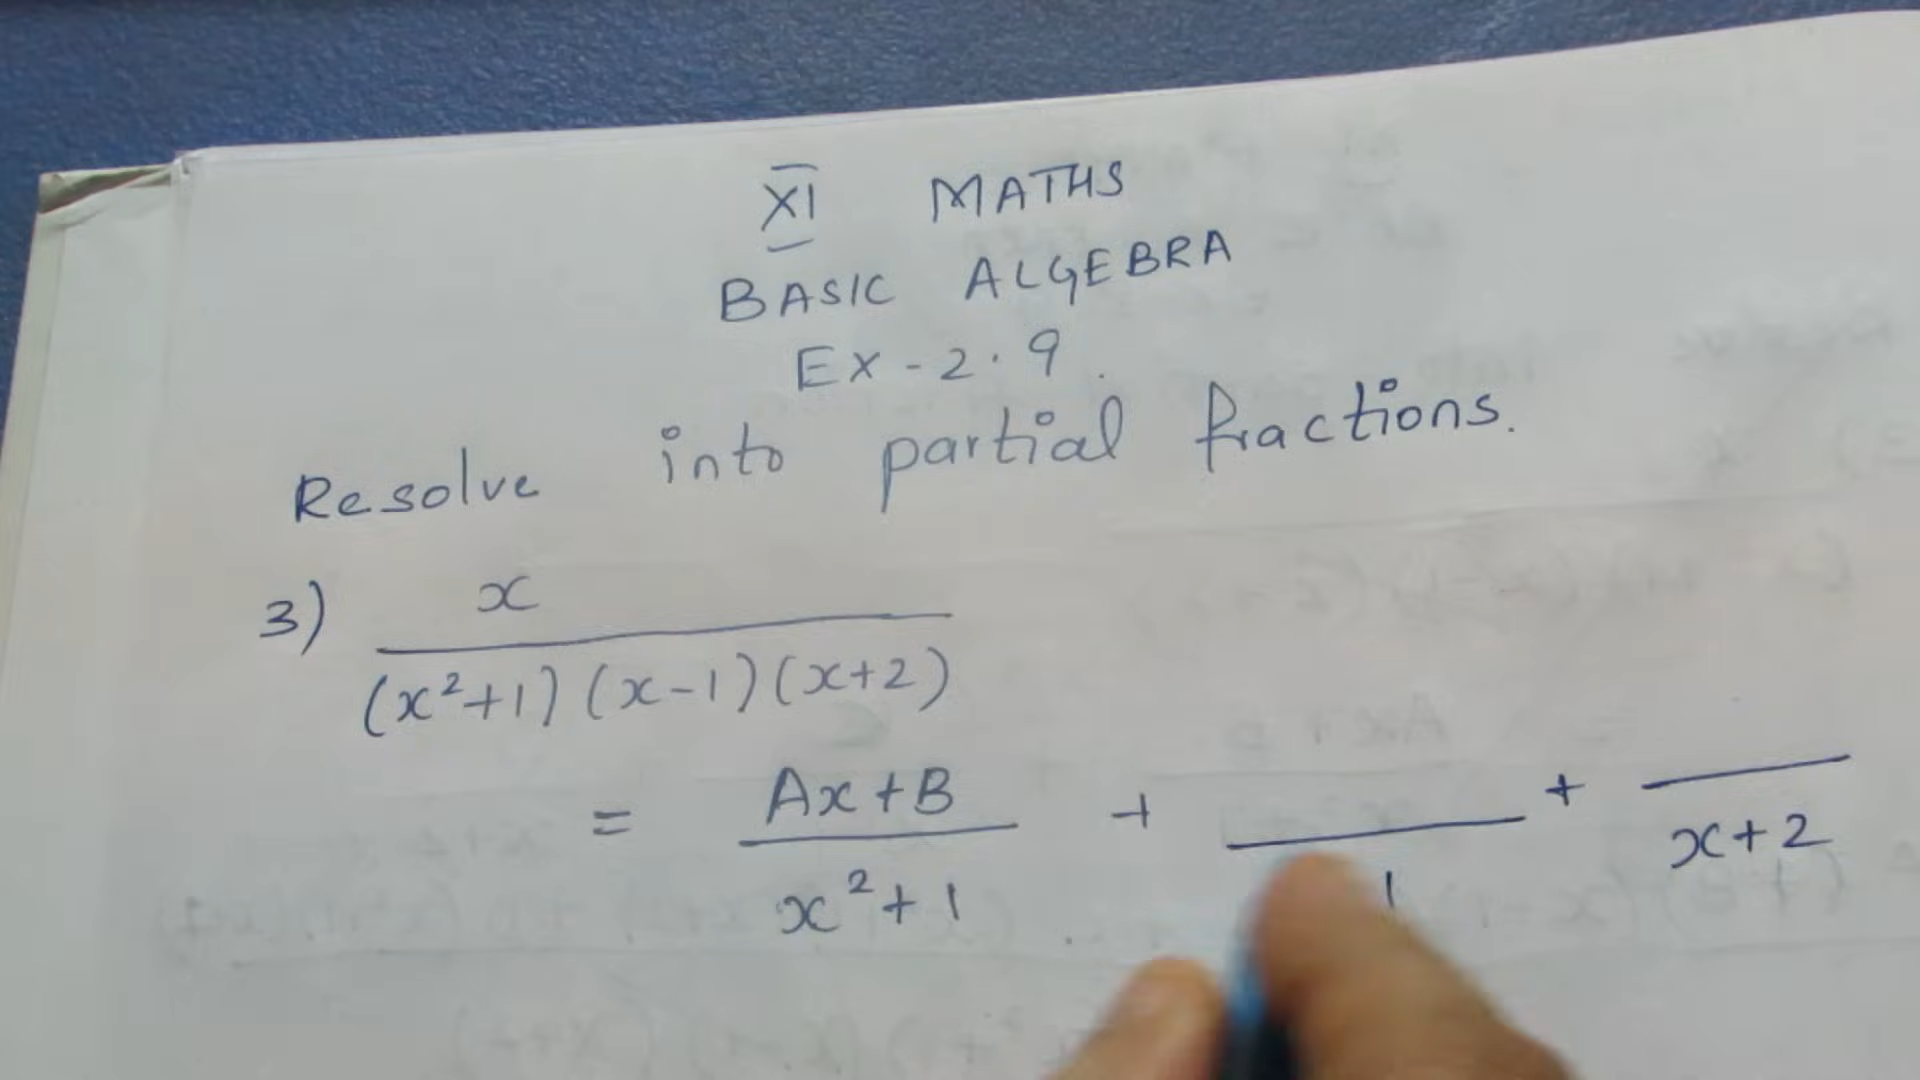 XI MATHS
BASIC ALGEBRA
EX - 2.9.
Resolve into partial fractions.
3) x
(x²+1) (x-1) (x+2)
= Ax+B + +
x²+1 1 x+2